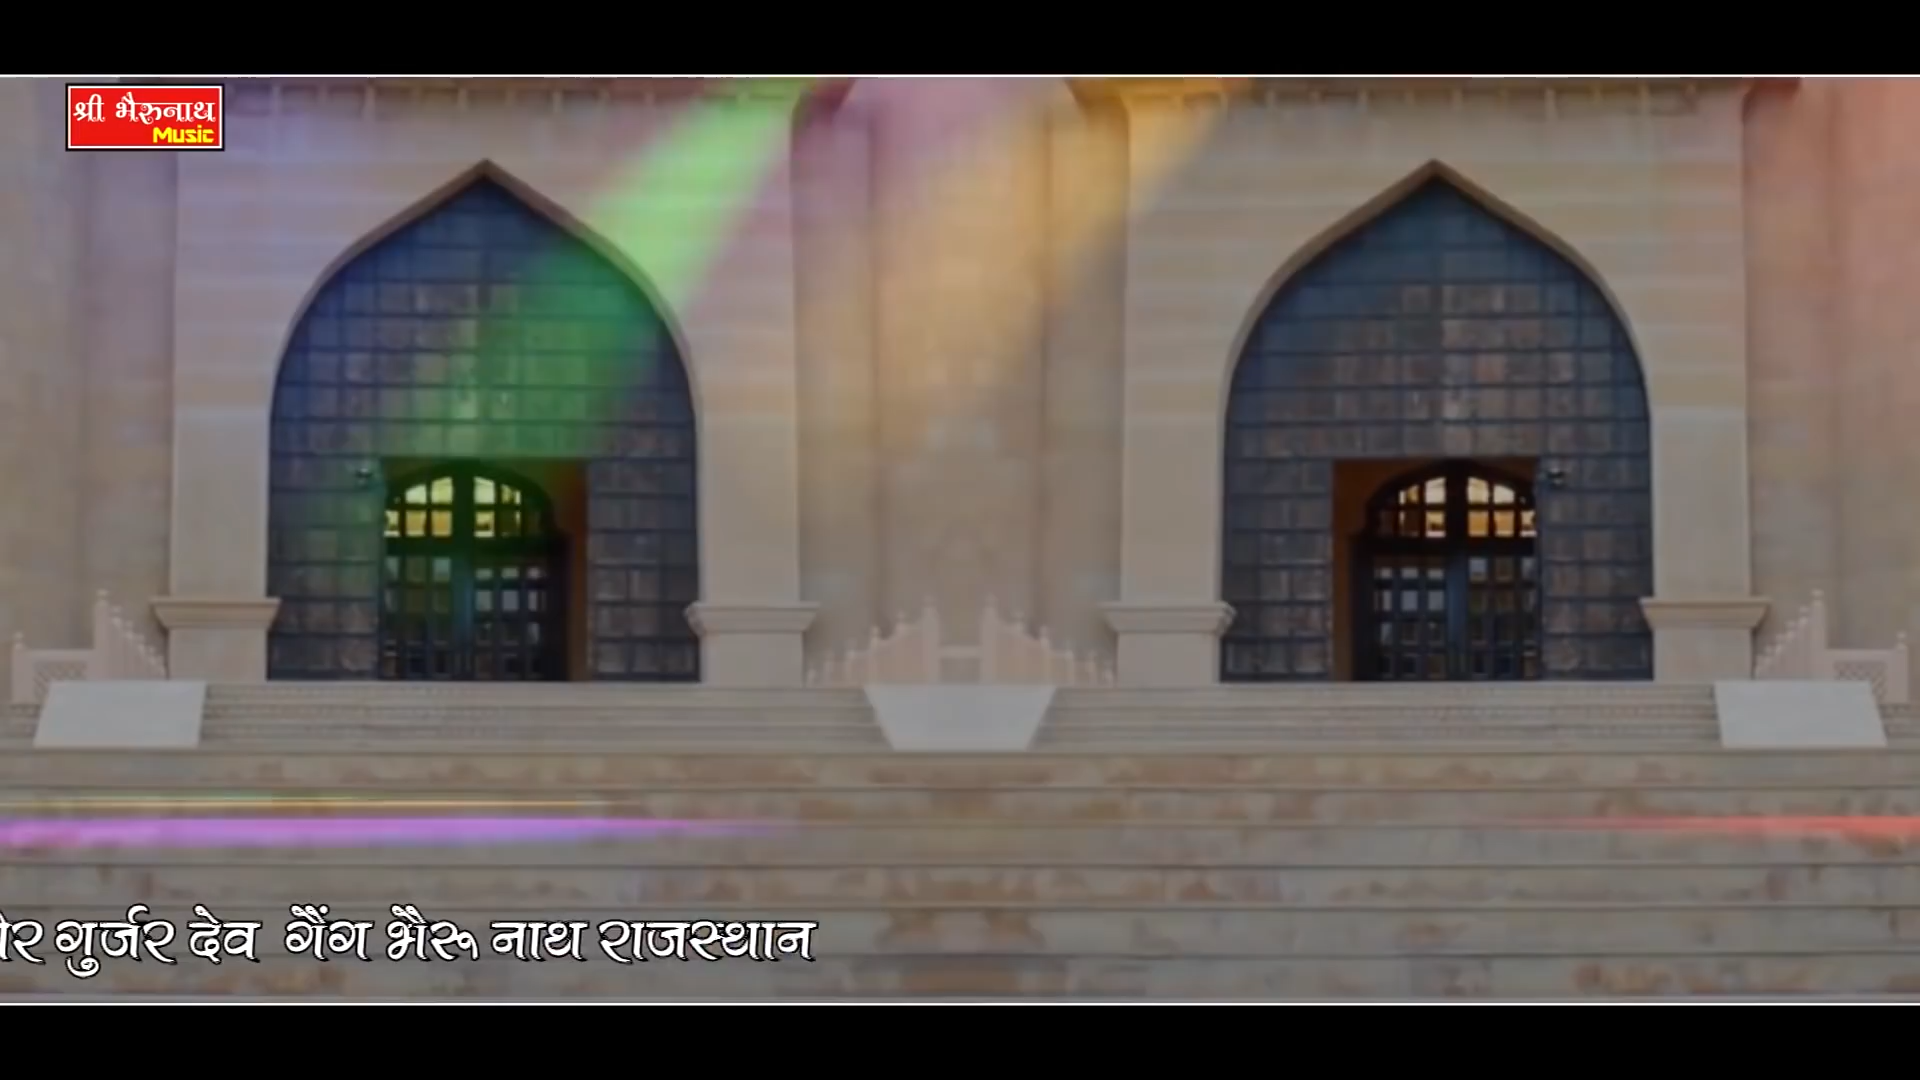 श्री भैरुनाथ
Music
गुर्जर देव गैंग भैरू नाथ राजस्थान